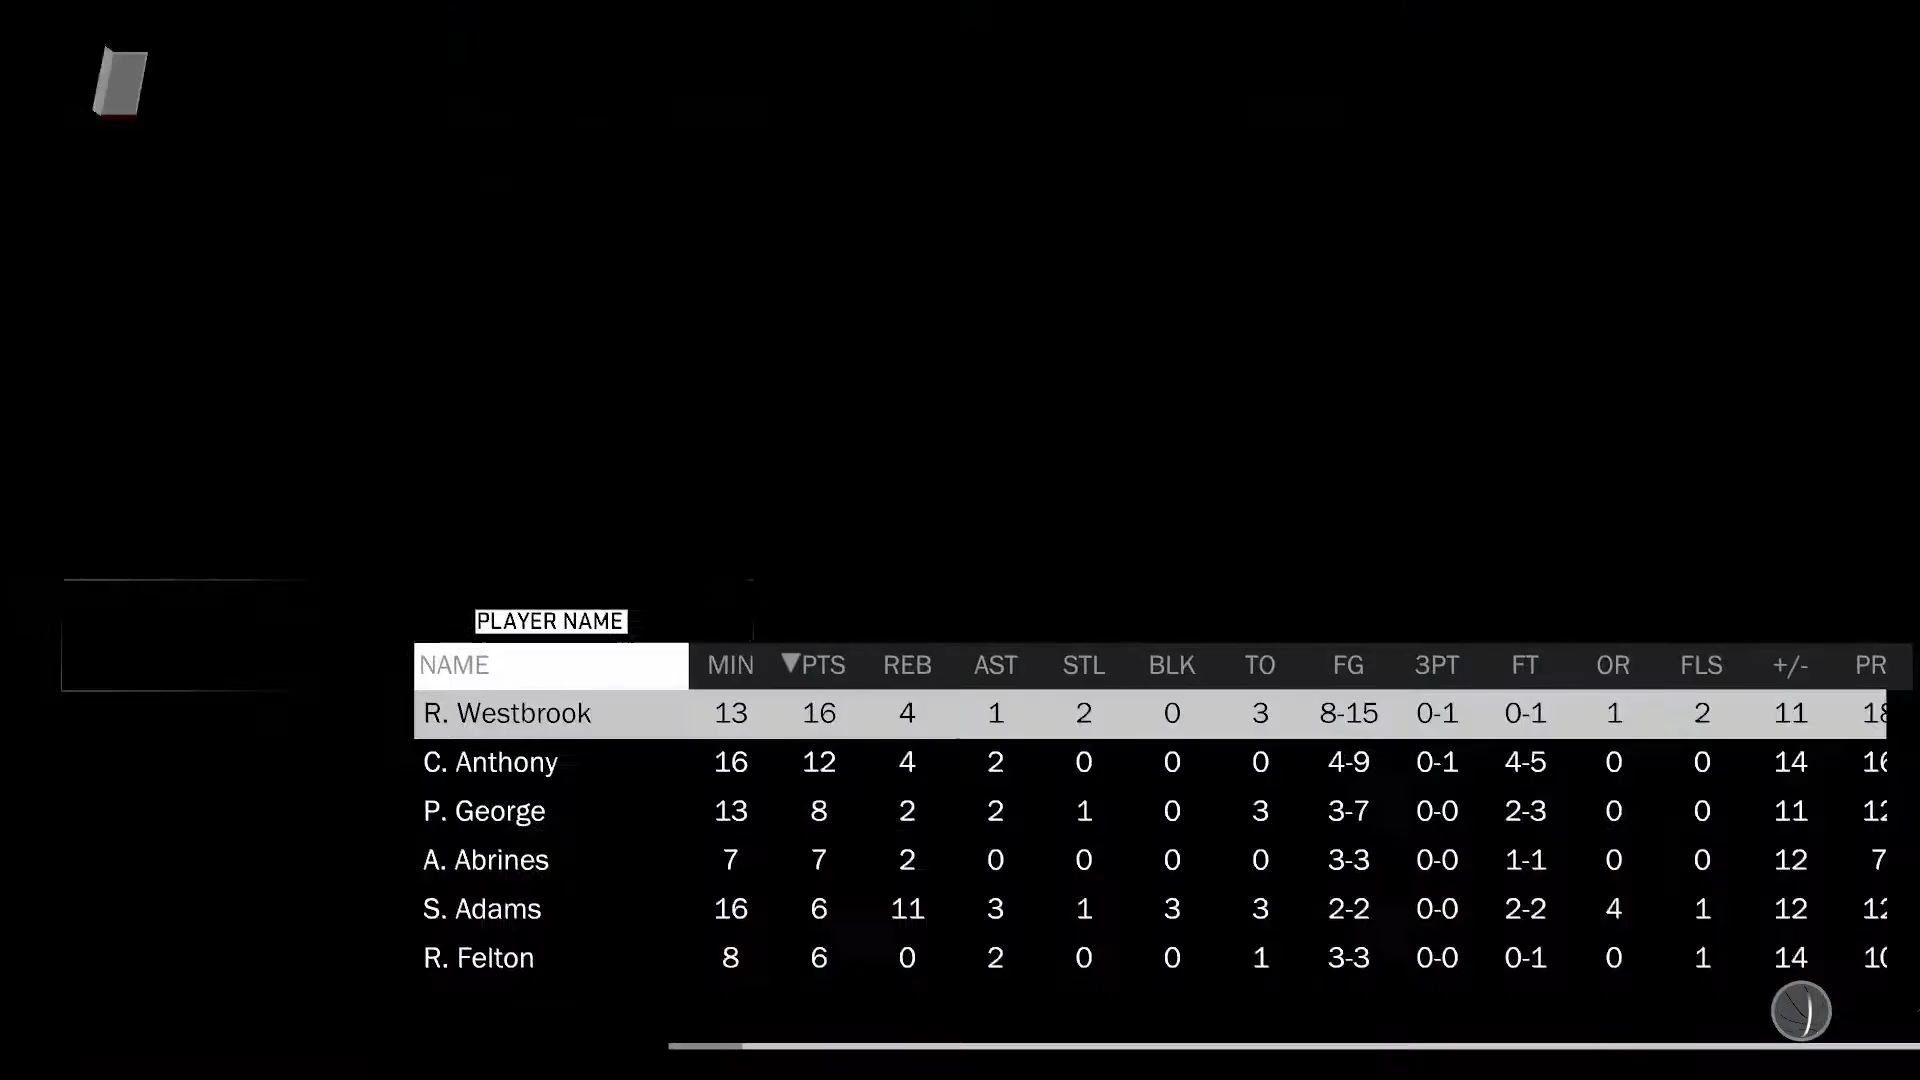 PLAYER NAME
NAME MIN ▼PTS REB AST STL BLK TO FG 3PT FT OR FLS +/- PR
R. Westbrook 13 16 4 1 2 0 3 8-15 0-1 0-1 1 2 11 18
C. Anthony 16 12 4 2 0 0 0 4-9 0-1 4-5 0 0 14 16
P. George 13 8 2 2 1 0 3 3-7 0-0 2-3 0 0 11 12
A. Abrines 7 7 2 0 0 0 0 3-3 0-0 1-1 0 0 12 7
S. Adams 16 6 11 3 1 3 3 2-2 0-0 2-2 4 1 12 12
R. Felton 8 6 0 2 0 0 1 3-3 0-0 0-1 0 1 14 10